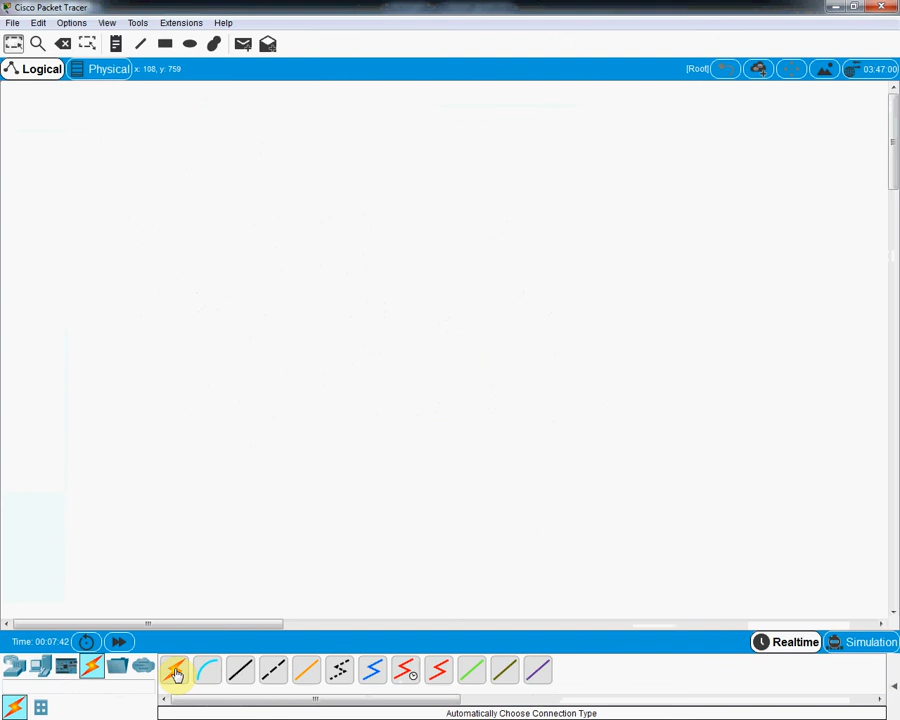 Cisco Packet Tracer
File Edit Options View Tools Extensions Help
Logical Physical x: 108, y: 759 [Root] 03:47:00
Time: 00:07:42 Realtime Simulation
Automatically Choose Connection Type